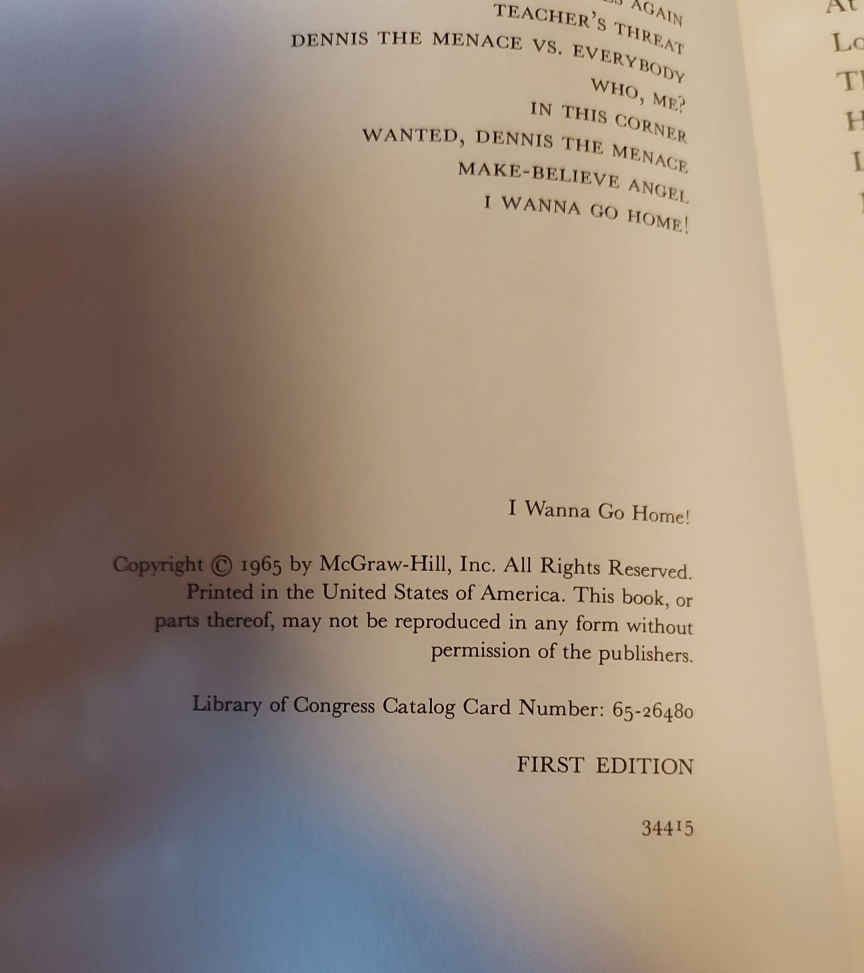 AGAIN
TEACHER'S THREAT
DENNIS THE MENACE VS. EVERYBODY
WHO, ME?
IN THIS CORNER
WANTED, DENNIS THE MENACE
MAKE-BELIEVE ANGEL
I WANNA GO HOME!
I Wanna Go Home!
Copyright © 1965 by McGraw-Hill, Inc. All Rights Reserved.
Printed in the United States of America. This book, or
parts thereof, may not be reproduced in any form without
permission of the publishers.
Library of Congress Catalog Card Number: 65-26480
FIRST EDITION
34415
At